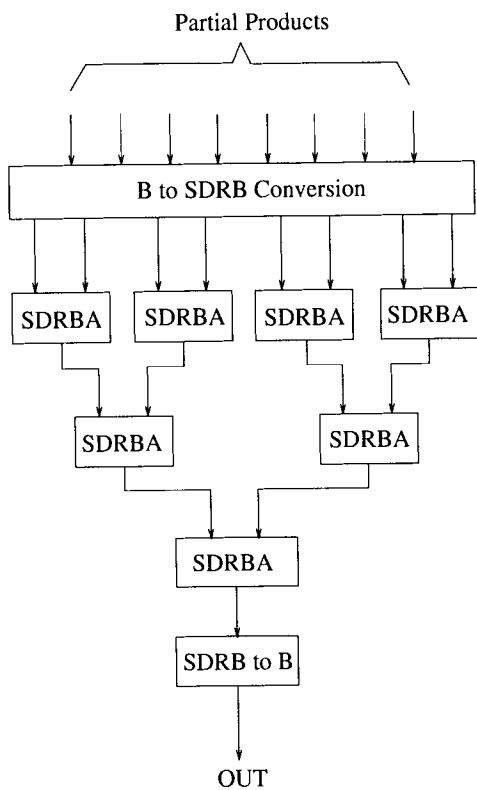 Partial Products
B to SDRB Conversion
SDRBA SDRBA SDRBA SDRBA
SDRBA SDRBA
SDRBA
SDRB to B
OUT